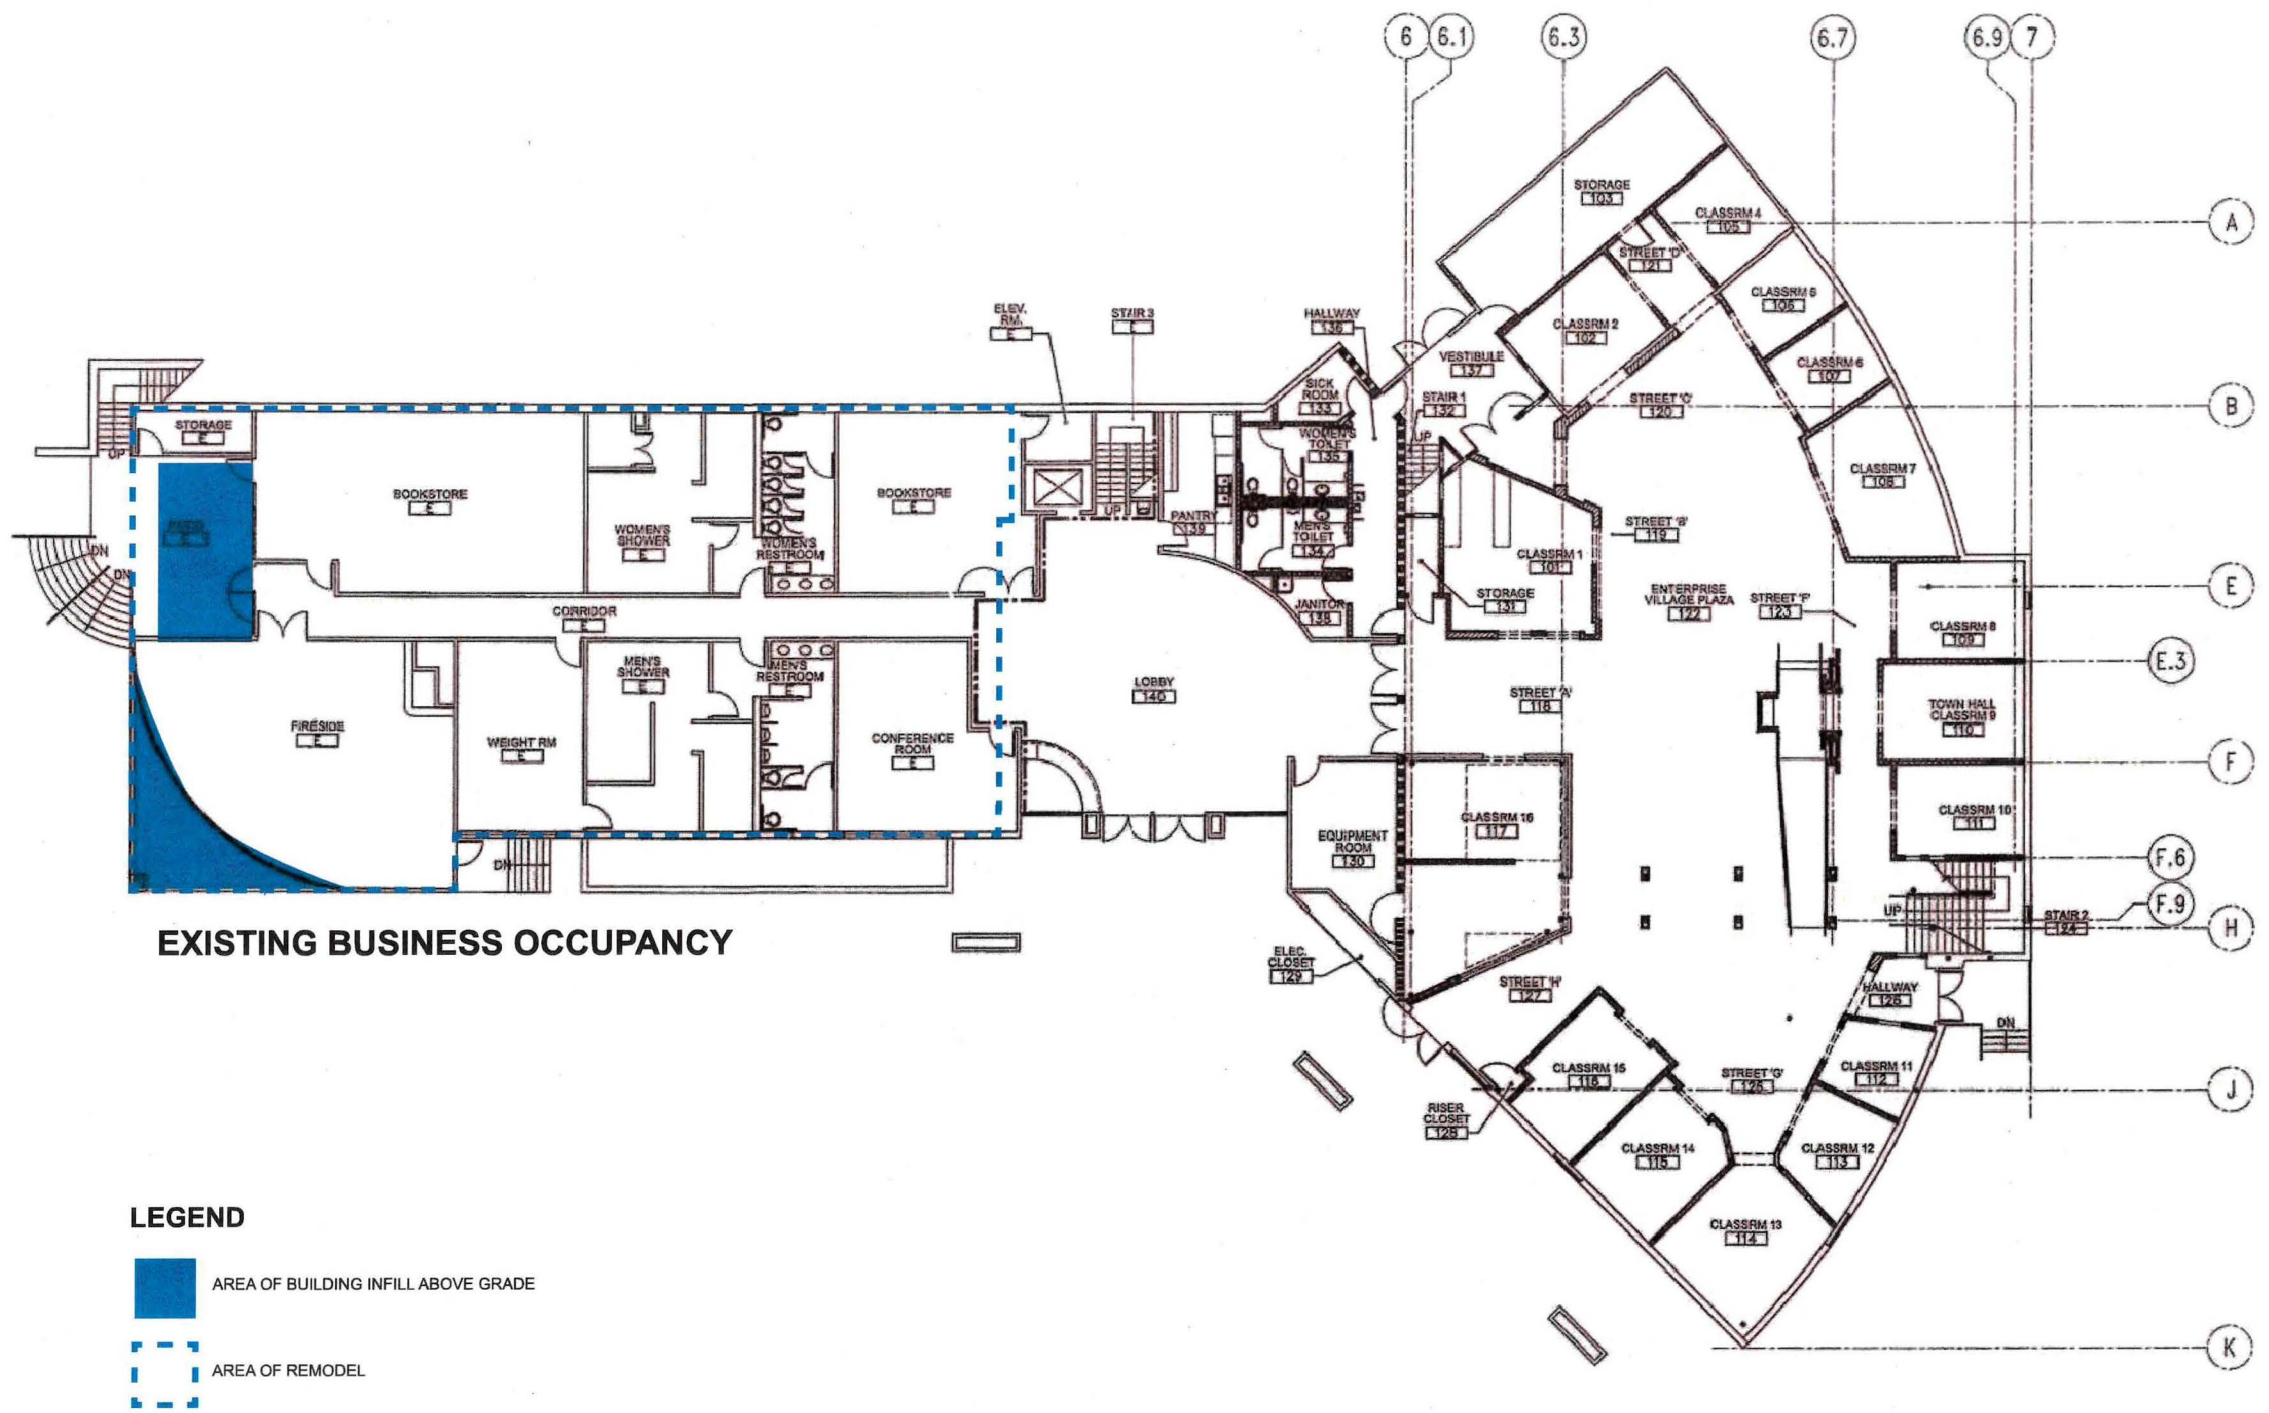 6
6.1
6.3
6.7
6.9
7
STORAGE
103
CLASSRM 4
105
A
STREET 'D'
121
CLASSRM 5
106
CLASSRM 2
102
ELEV.
RM.
E
STAIR 3
E
HALLWAY
136
VESTIBULE
137
CLASSRM 6
107
SICK
ROOM
133
STAIR 1
132
STREET 'C'
120
B
STORAGE
E
UP
WOMEN'S
TOILET
135
UP
CLASSRM 7
108
BOOKSTORE
E
BOOKSTORE
E
UP
PANTRY
139
MEN'S
TOILET
134
STREET 'B'
119
E
WOMEN'S
SHOWER
E
WOMEN'S
RESTROOM
E
CLASSRM 1
101
DN
DN
CORRIDOR
E
JANITOR
138
STORAGE
131
ENTERPRISE
VILLAGE PLAZA
122
STREET 'F'
123
E
CLASSRM 8
109
MEN'S
SHOWER
E
MEN'S
RESTROOM
E
LOBBY
140
STREET 'A'
118
E.3
TOWN HALL
CLASSRM 9
110
FIRESIDE
E
WEIGHT RM
E
CONFERENCE
ROOM
E
F
EQUIPMENT
ROOM
130
CLASSRM 16
117
CLASSRM 10
111
DN
F.6
F.9
UP
STAIR 2
124
H
EXISTING BUSINESS OCCUPANCY
ELEC.
CLOSET
129
STREET 'H'
127
HALLWAY
126
DN
CLASSRM 15
116
STREET 'G'
125
CLASSRM 11
112
J
RISER
CLOSET
128
CLASSRM 14
115
CLASSRM 12
113
CLASSRM 13
114
K
LEGEND
AREA OF BUILDING INFILL ABOVE GRADE
AREA OF REMODEL